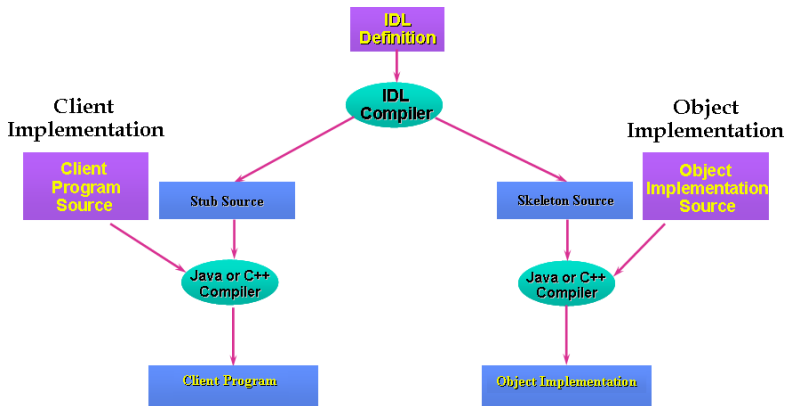 IDL
Definition
IDL
Compiler
Client
Implementation
Object
Implementation
Client
Program
Source
Stub Source
Skeleton Source
Object
Implementation
Source
Java or C++
Compiler
Java or C++
Compiler
Client Program
Object Implementation